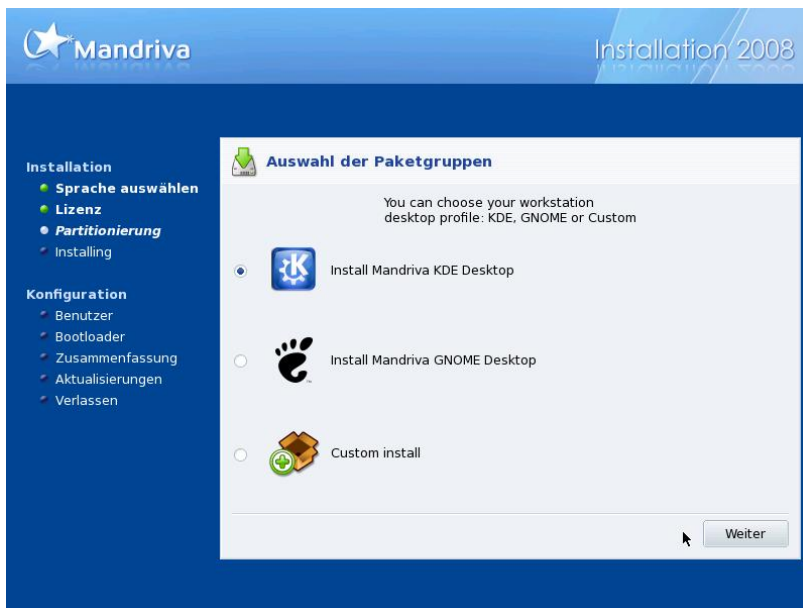 Mandriva
Installation 2008
Installation
Sprache auswählen
Lizenz
Partitionierung
Installing
Konfiguration
Benutzer
Bootloader
Zusammenfassung
Aktualisierungen
Verlassen
Auswahl der Paketgruppen
You can choose your workstation
desktop profile: KDE, GNOME or Custom
Install Mandriva KDE Desktop
Install Mandriva GNOME Desktop
Custom install
Weiter